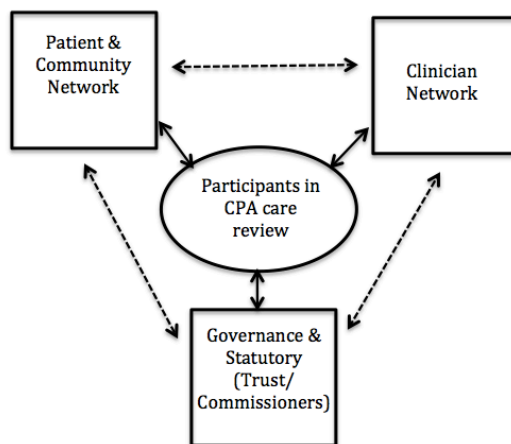 Patient &
Community
Network
Clinician
Network
Participants in
CPA care
review
Governance &
Statutory
(Trust/
Commissioners)